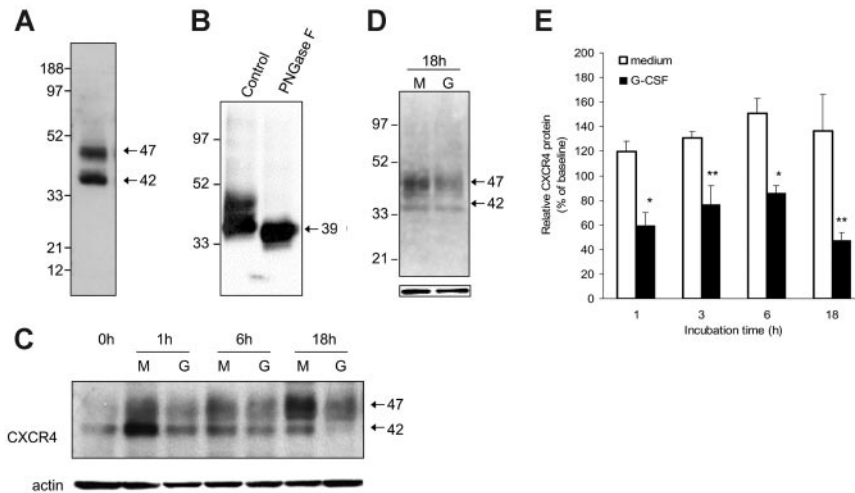 A
188
97
52
33
21
12
47
42
B
Control
PNGase F
97
52
33
39
D
18h
M G
97
52
33
21
47
42
E
medium
G-CSF
Relative CXCR4 protein
(% of baseline)
200
180
160
140
120
100
80
60
40
20
0
* ** * **
1 3 6 18
Incubation time (h)
C
0h 1h 6h 18h
M G M G M G
CXCR4
47
42
actin